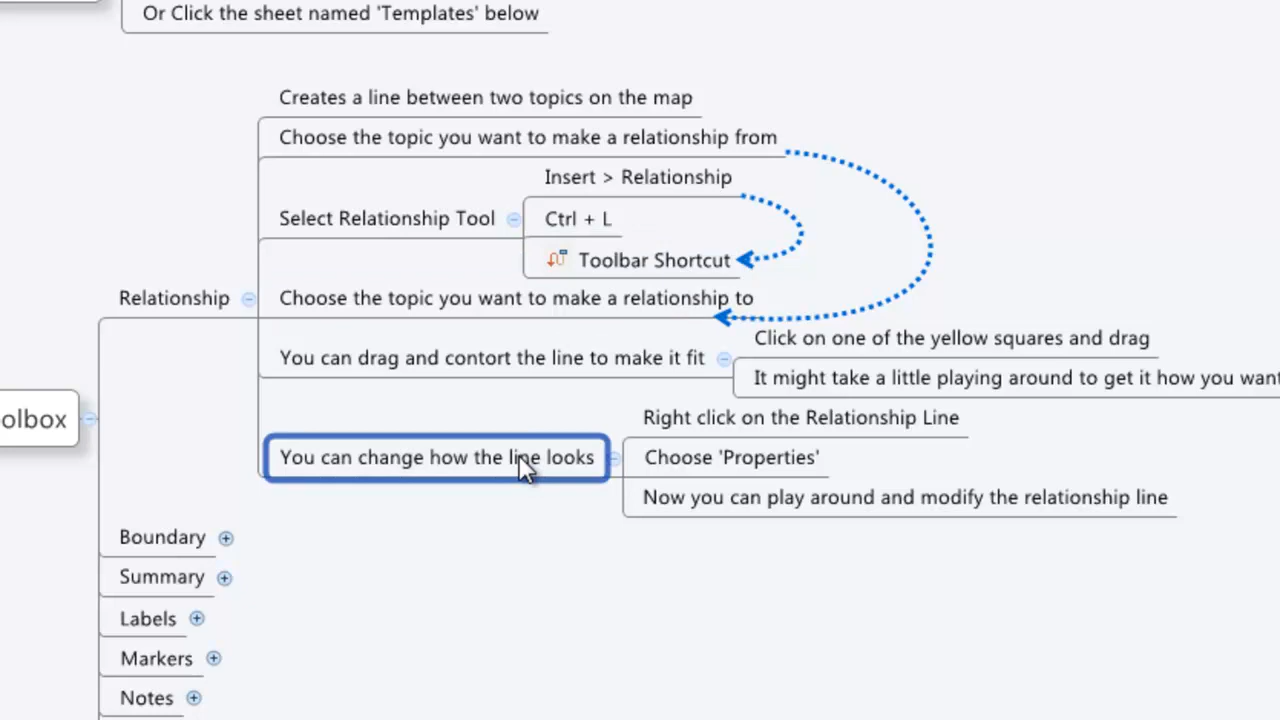 Or Click the sheet named 'Templates' below
Creates a line between two topics on the map
Choose the topic you want to make a relationship from
Insert > Relationship
Select Relationship Tool
Ctrl + L
Toolbar Shortcut
Relationship
Choose the topic you want to make a relationship to
Click on one of the yellow squares and drag
You can drag and contort the line to make it fit
It might take a little playing around to get it how you want
olbox
Right click on the Relationship Line
You can change how the line looks
Choose 'Properties'
Now you can play around and modify the relationship line
Boundary
Summary
Labels
Markers
Notes